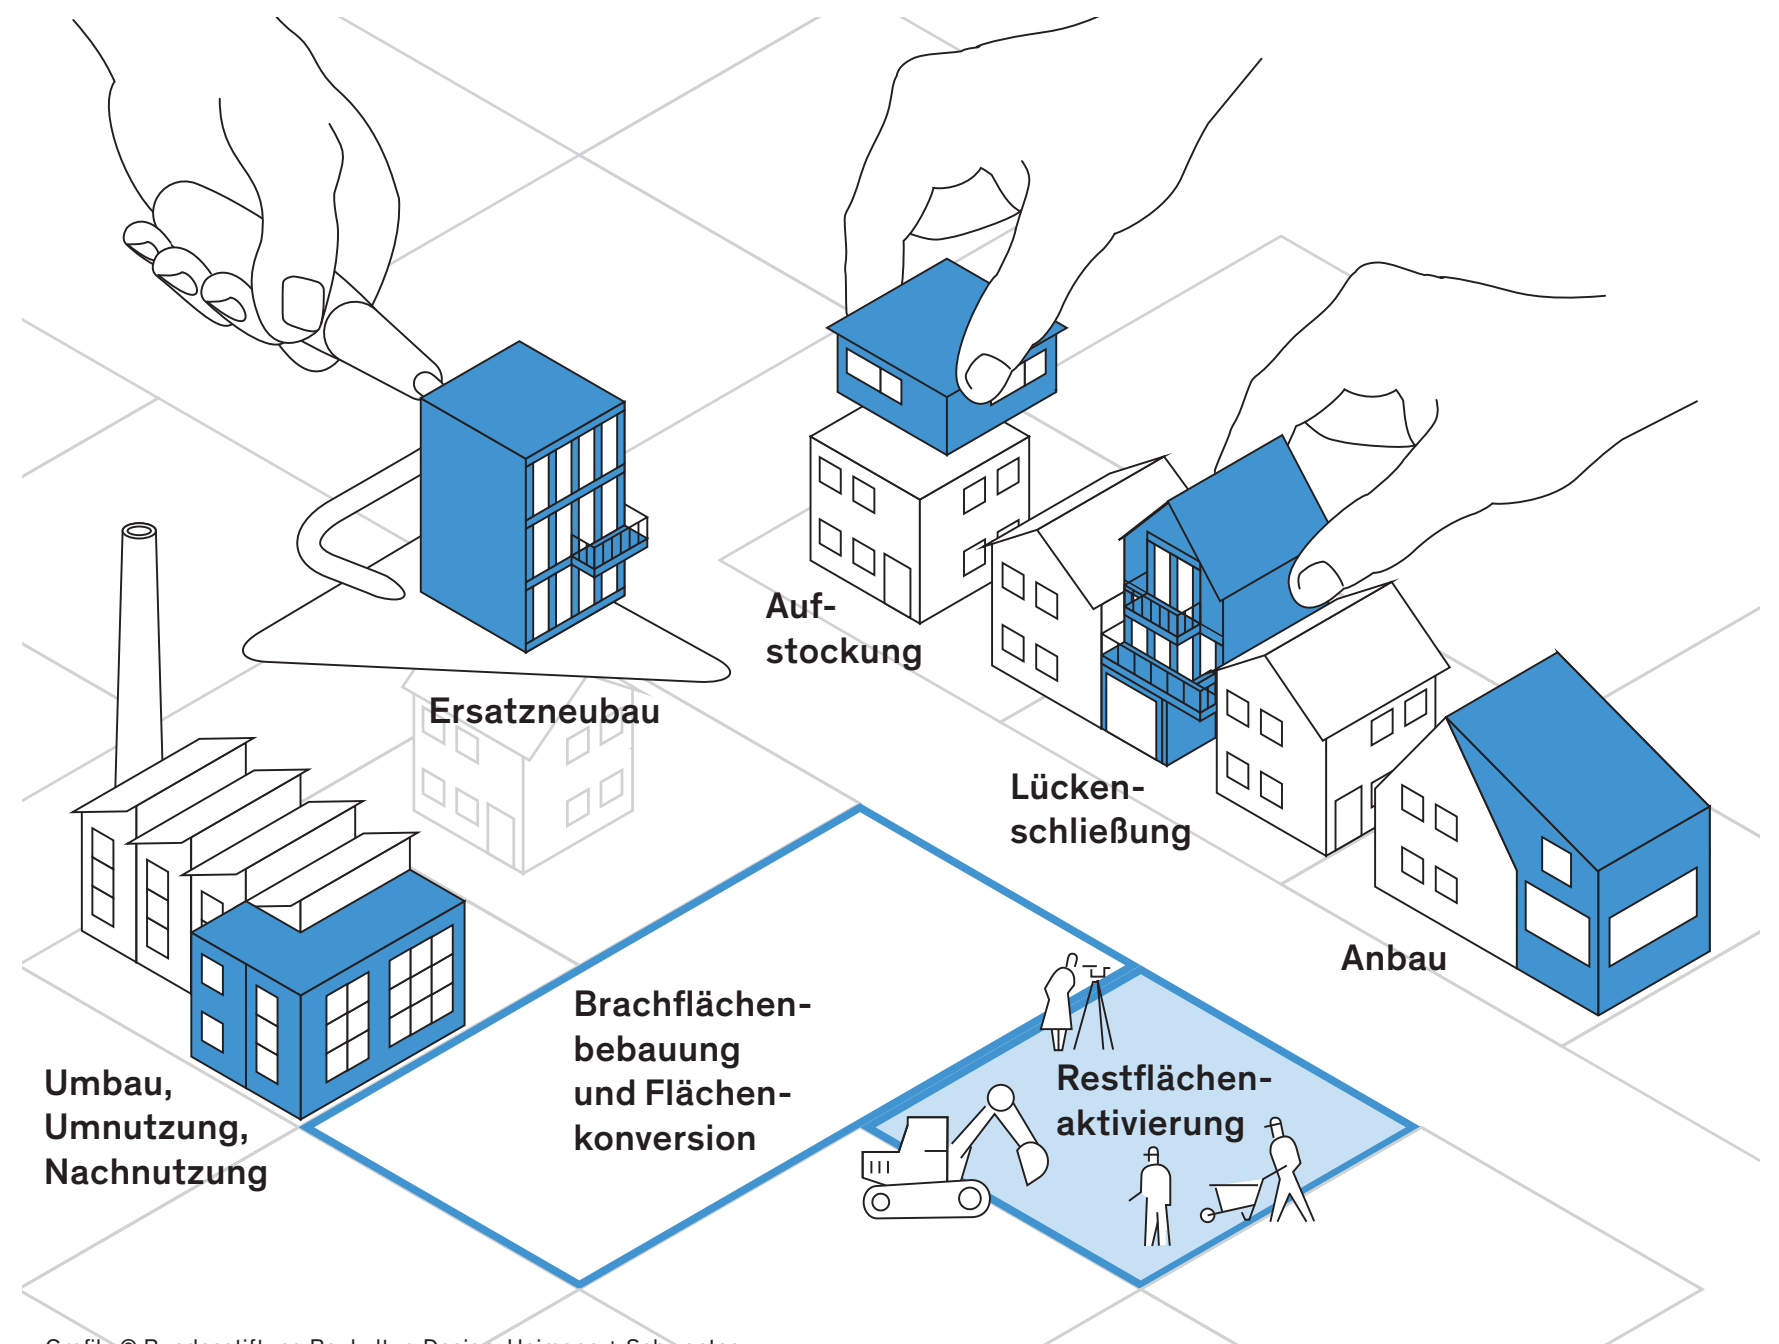 Auf-
stockung
Ersatzneubau
Lücken-
schließung
Anbau
Brachflächen-
bebauung
und Flächen-
konversion
Restflächen-
aktivierung
Umbau,
Umnutzung,
Nachnutzung